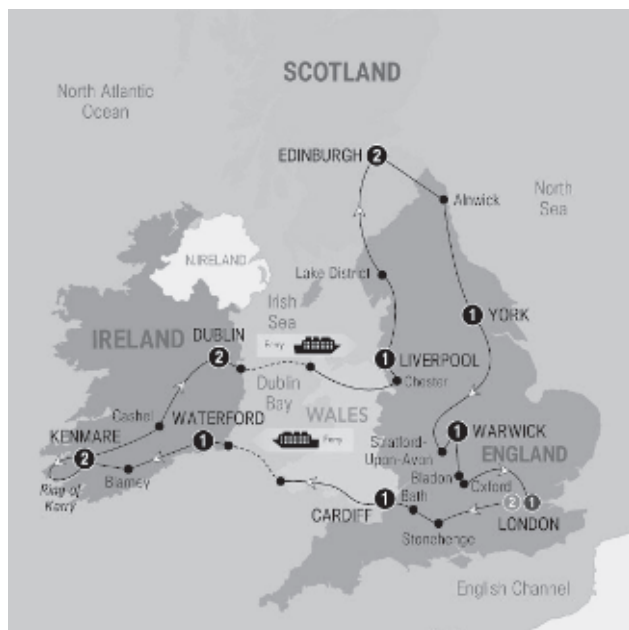 SCOTLAND
North Atlantic
Ocean
EDINBURGH 2
Alnwick
North
Sea
N.IRELAND
Lake District
Irish
Sea
IRELAND
DUBLIN
2
Ferry
1 YORK
1 LIVERPOOL
Chester
Dublin
Bay
Cashel
WATERFORD
1
WALES
Ferry
KENMARE
2
Blarney
Ring of
Kerry
Stratford-
Upon-Avon
1 WARWICK
ENGLAND
Bladon
Oxford
1
CARDIFF
Bath
2 1
LONDON
Stonehenge
English Channel